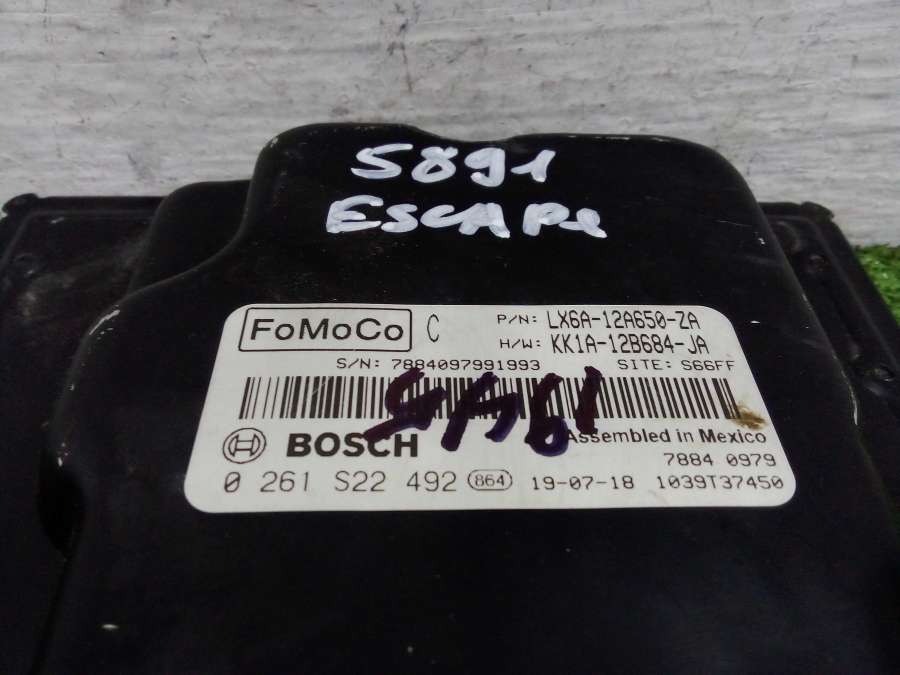 5891
ESCAPe
FoMoCo C P/N: LX6A-12A650-ZA
H/W: KK1A-12B684-JA
S/N: 7884097991993 SITE: S66FF
BOSCH Assembled in Mexico
7884 0979
0 261 S22 492 864 19-07-18 1039T37450